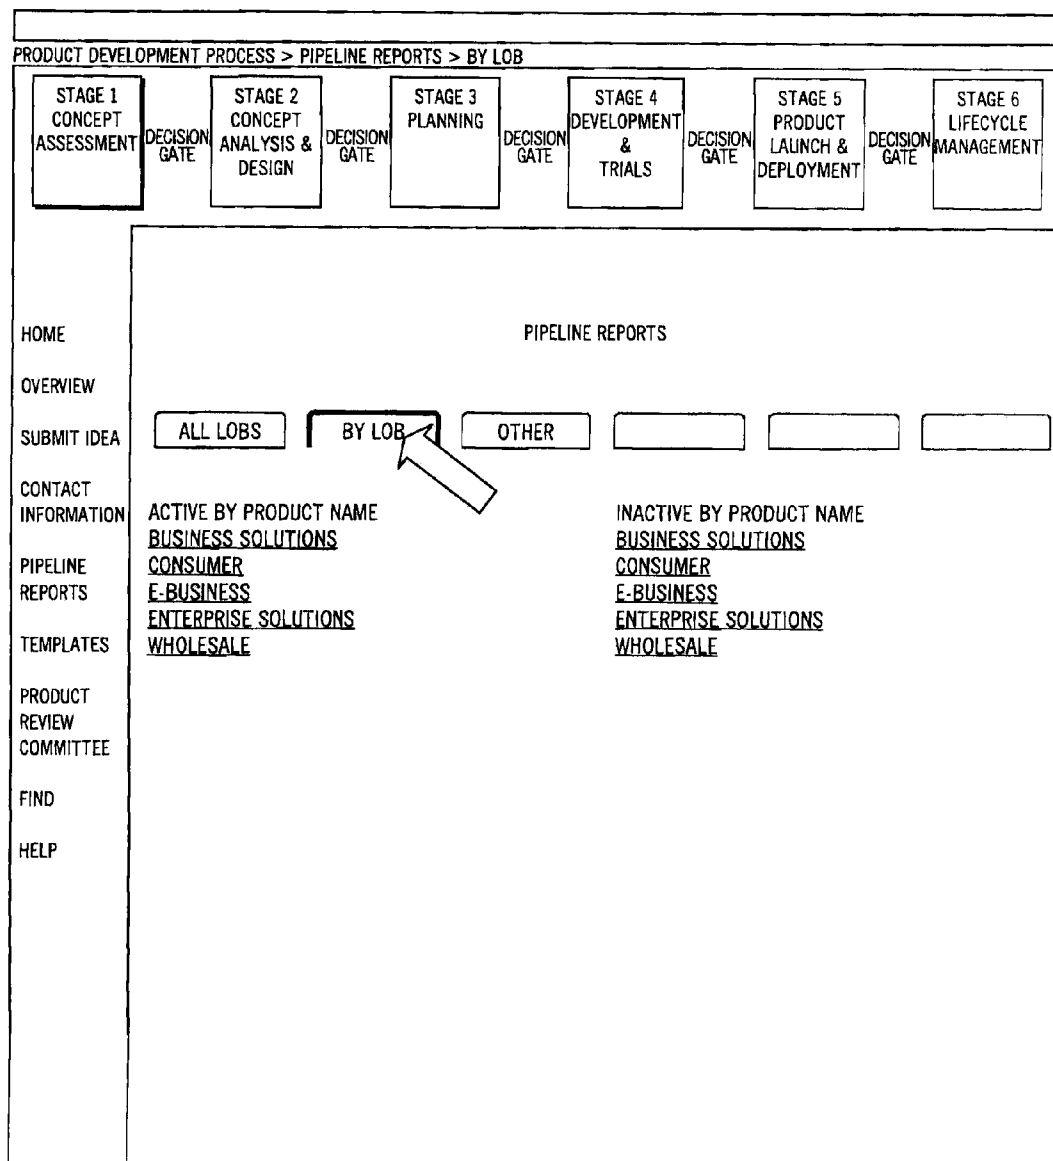 PRODUCT DEVELOPMENT PROCESS > PIPELINE REPORTS > BY LOB
STAGE 1
CONCEPT
ASSESSMENT
DECISION
GATE
STAGE 2
CONCEPT
ANALYSIS &
DESIGN
DECISION
GATE
STAGE 3
PLANNING
DECISION
GATE
STAGE 4
DEVELOPMENT
&
TRIALS
DECISION
GATE
STAGE 5
PRODUCT
LAUNCH &
DEPLOYMENT
DECISION
GATE
STAGE 6
LIFECYCLE
MANAGEMENT
HOME
OVERVIEW
SUBMIT IDEA
CONTACT
INFORMATION
PIPELINE
REPORTS
TEMPLATES
PRODUCT
REVIEW
COMMITTEE
FIND
HELP
PIPELINE REPORTS
ALL LOBS
BY LOB
OTHER
ACTIVE BY PRODUCT NAME
BUSINESS SOLUTIONS
CONSUMER
E-BUSINESS
ENTERPRISE SOLUTIONS
WHOLESALE
INACTIVE BY PRODUCT NAME
BUSINESS SOLUTIONS
CONSUMER
E-BUSINESS
ENTERPRISE SOLUTIONS
WHOLESALE